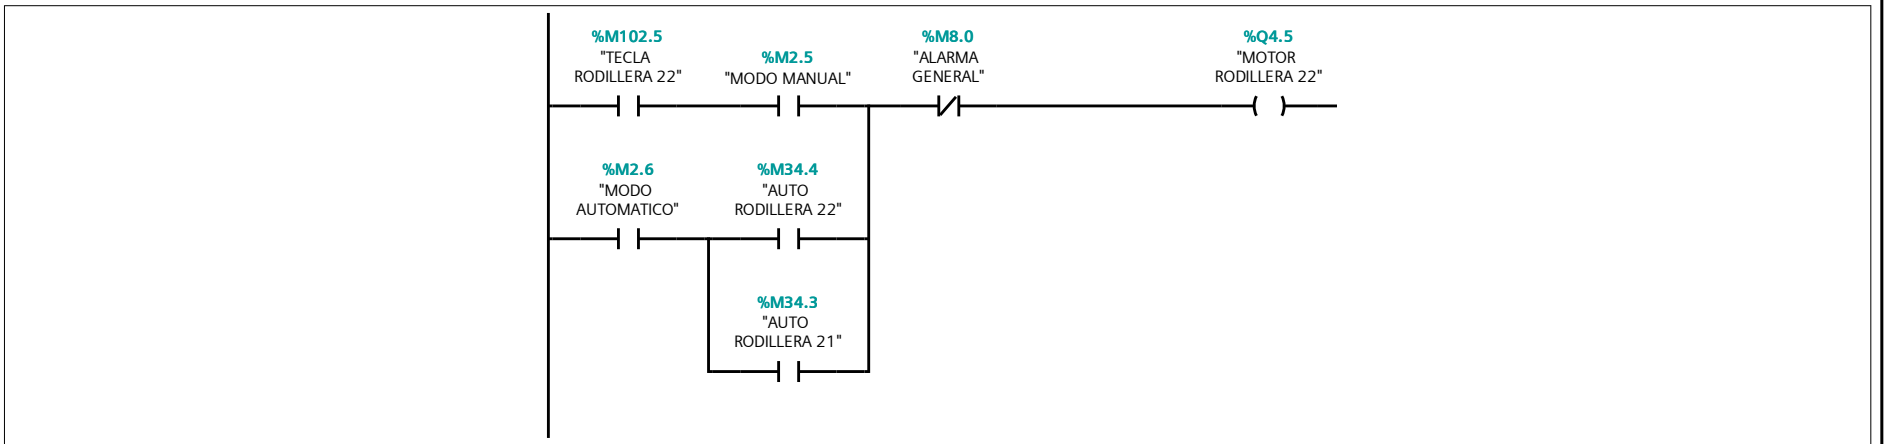 %M102.5
"TECLA
RODILLERA 22"
%M2.5
"MODO MANUAL"
%M8.0
"ALARMA
GENERAL"
%Q4.5
"MOTOR
RODILLERA 22"
%M2.6
"MODO
AUTOMATICO"
%M34.4
"AUTO
RODILLERA 22"
%M34.3
"AUTO
RODILLERA 21"